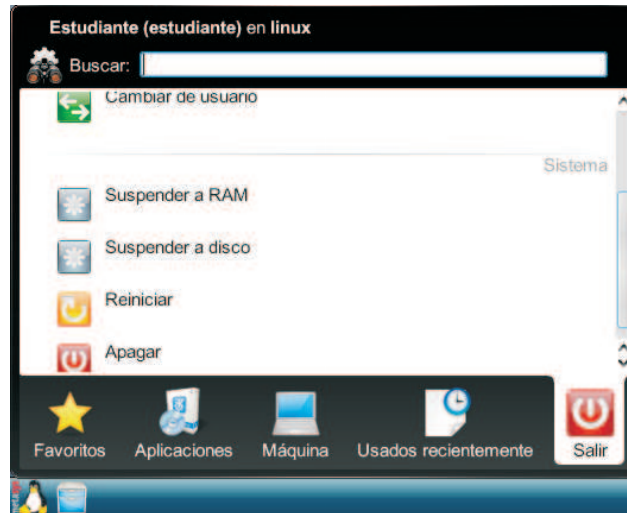 Estudiante (estudiante) en linux
Buscar:
Cambiar de usuario
Sistema
Suspender a RAM
Suspender a disco
Reiniciar
Apagar
Favoritos Aplicaciones Máquina Usados recientemente Salir